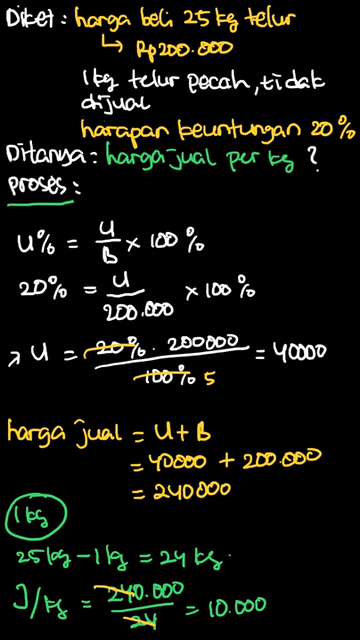 Diket : harga beli 25 kg telur
↳ Rp200.000
1 kg telur pecah, tidak
dijual
harapan keuntungan 20%
Ditanya : harga jual per kg ?
proses :
U% = U/B × 100%
20% = U/200.000 × 100%
> U = 20% . 200000 / 100% 5 = 40000
harga jual = U + B
= 40000 + 200.000
= 240000
1 kg
25 kg - 1 kg = 24 kg.
J/kg = 240.000/24 = 10.000